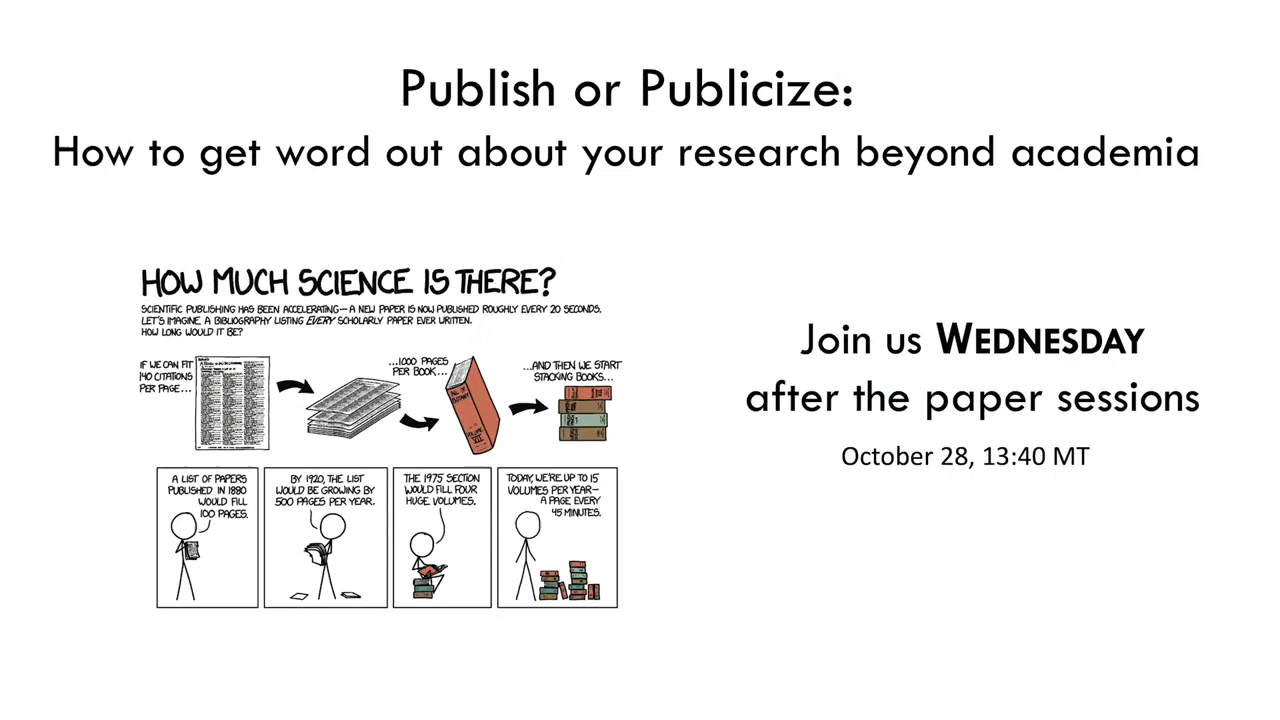 Publish or Publicize:
How to get word out about your research beyond academia
HOW MUCH SCIENCE IS THERE?
SCIENTIFIC PUBLISHING HAS BEEN ACCELERATING—A NEW PAPER IS NOW PUBLISHED ROUGHLY EVERY 20 SECONDS.
LET'S IMAGINE A BIBLIOGRAPHY LISTING EVERY SCHOLARLY PAPER EVER WRITTEN.
HOW LONG WOULD IT BE?
IF WE CAN FIT
140 CITATIONS
PER PAGE...
...1000 PAGES
PER BOOK...
...AND THEN WE START
STACKING BOOKS...
A LIST OF PAPERS
PUBLISHED IN 1880
WOULD FILL
100 PAGES.
BY 1920, THE LIST
WOULD BE GROWING BY
500 PAGES PER YEAR.
THE 1975 SECTION
WOULD FILL FOUR
HUGE VOLUMES.
TODAY, WE'RE UP TO 15
VOLUMES PER YEAR—
A PAGE EVERY
45 MINUTES.
Join us WEDNESDAY
after the paper sessions
October 28, 13:40 MT